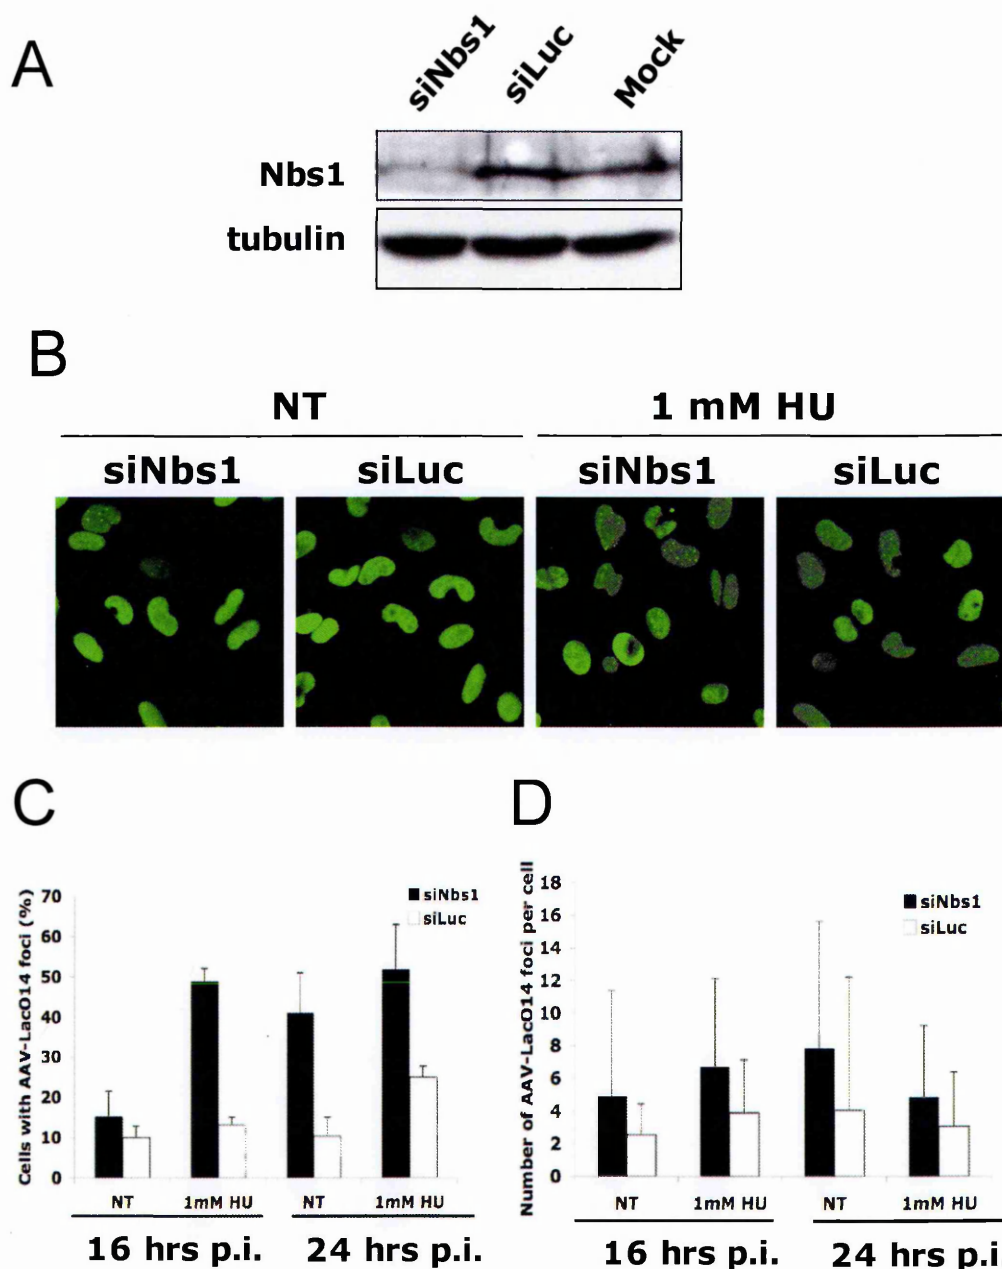 A
siNbs1 siLuc Mock
Nbs1
tubulin
B
NT 1 mM HU
siNbs1 siLuc siNbs1 siLuc
C
Cells with AAV-LacO14 foci (%)
70
60
50
40
30
20
10
0
siNbs1
siLuc
NT 1mM HU NT 1mM HU
16 hrs p.i. 24 hrs p.i.
D
Number of AAV-LacO14 foci per cell
18
16
14
12
10
8
6
4
2
0
siNbs1
siLuc
NT 1mM HU NT 1mM HU
16 hrs p.i. 24 hrs p.i